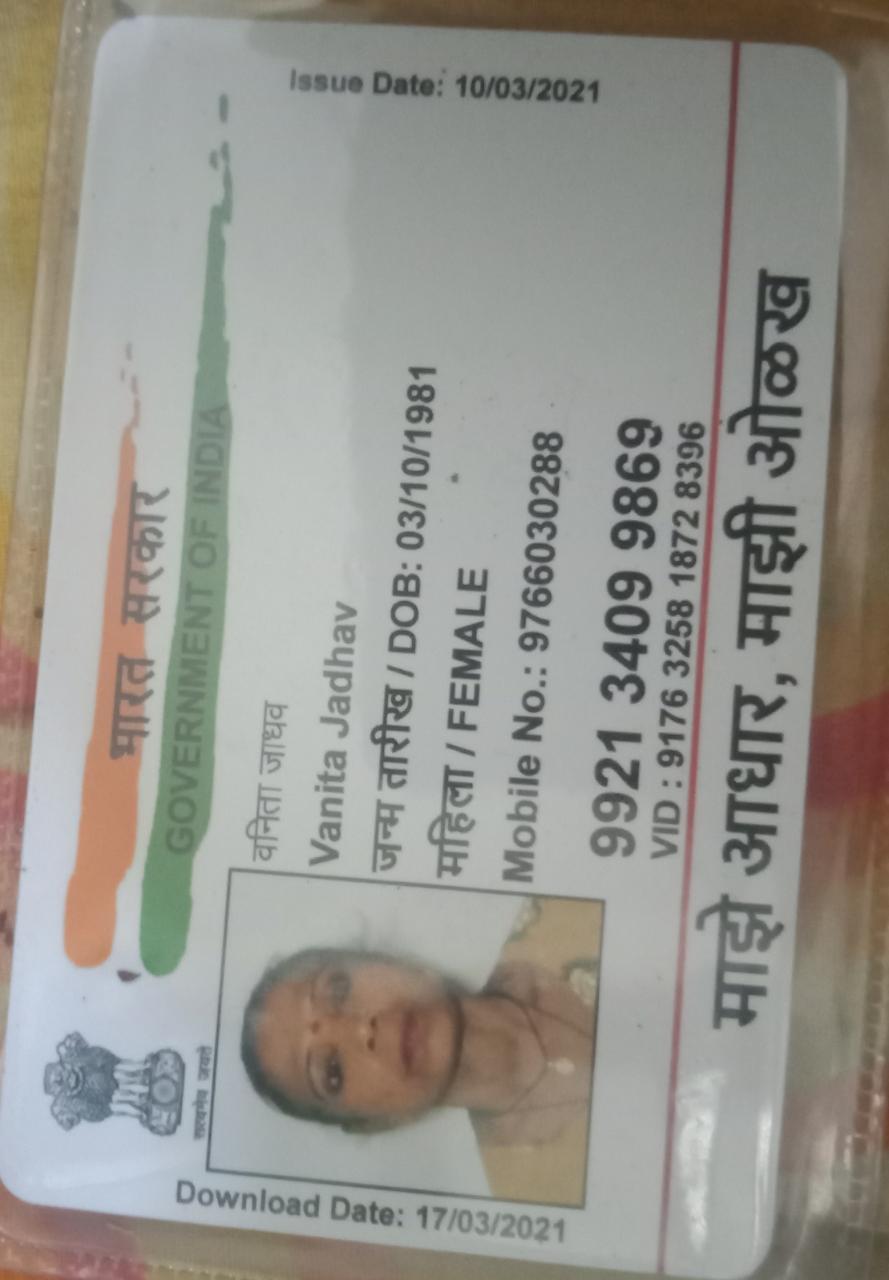 भारत सरकार
GOVERNMENT OF INDIA
सत्यमेव जयते
Issue Date: 10/03/2021
Download Date: 17/03/2021
वनिता जाधव
Vanita Jadhav
जन्म तारीख / DOB: 03/10/1981
महिला / FEMALE
Mobile No.: 9766030288
9921 3409 9869
VID : 9176 3258 1872 8396
माझे आधार, माझी ओळख